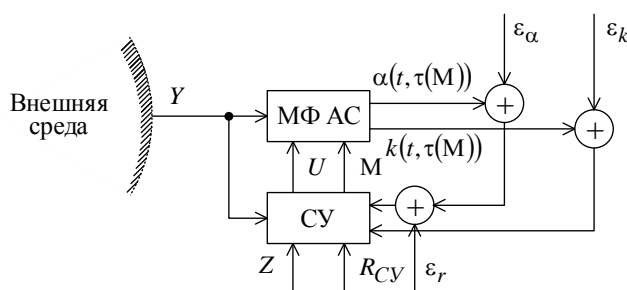 ε_α
ε_k
α(t, τ(М))
Y
Внешняя
среда
МФ АС
+
+
k(t, τ(М))
U
М
СУ
+
Z
R_СУ
ε_r